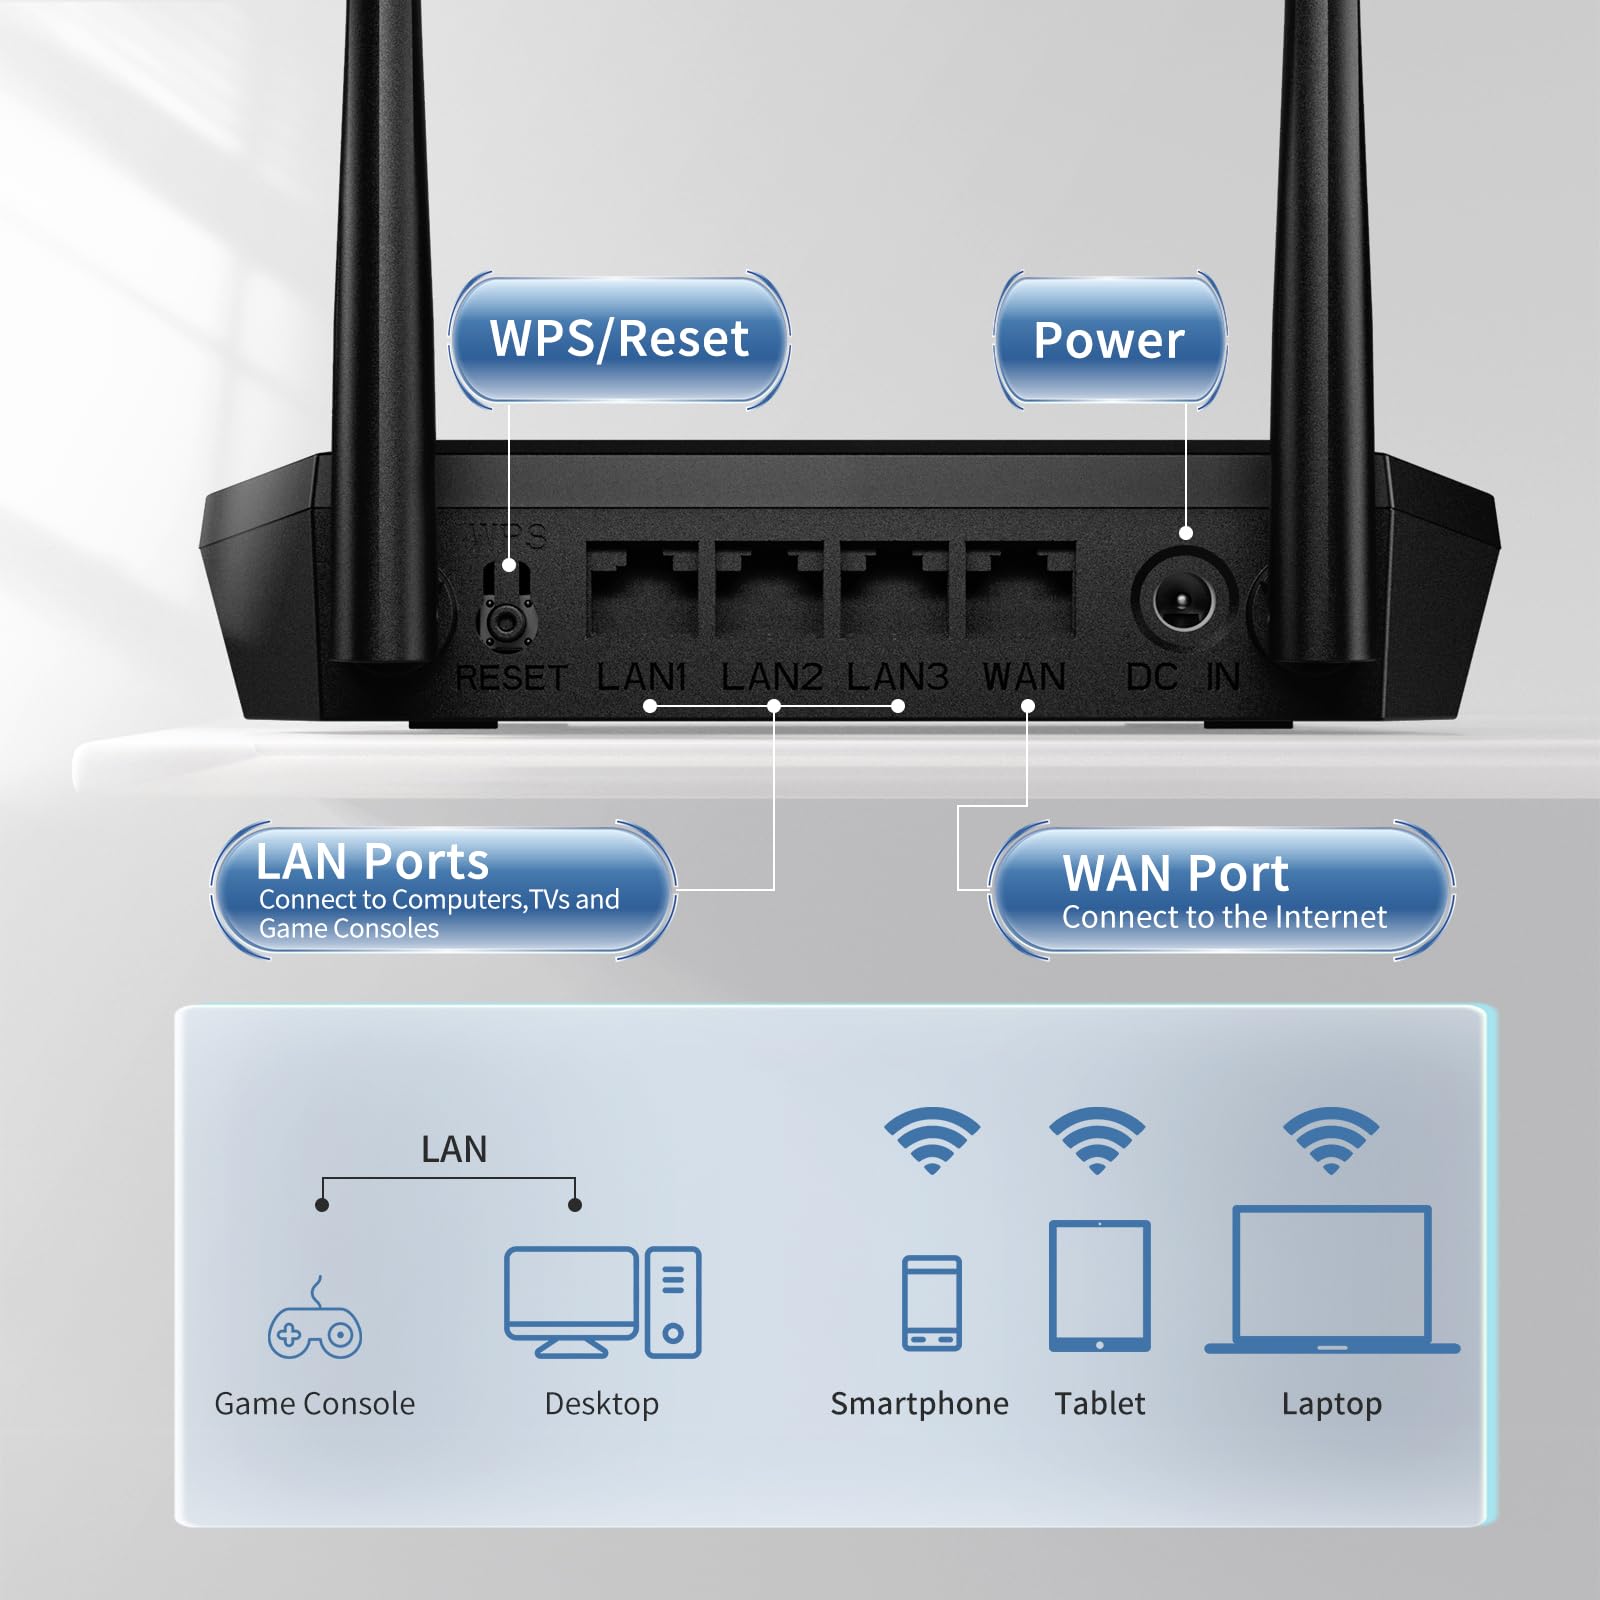 WPS/Reset
Power
WPS
RESET
LAN1
LAN2
LAN3
WAN
DC IN
LAN Ports
Connect to Computers,TVs and
Game Consoles
WAN Port
Connect to the Internet
LAN
Game Console
Desktop
Smartphone
Tablet
Laptop